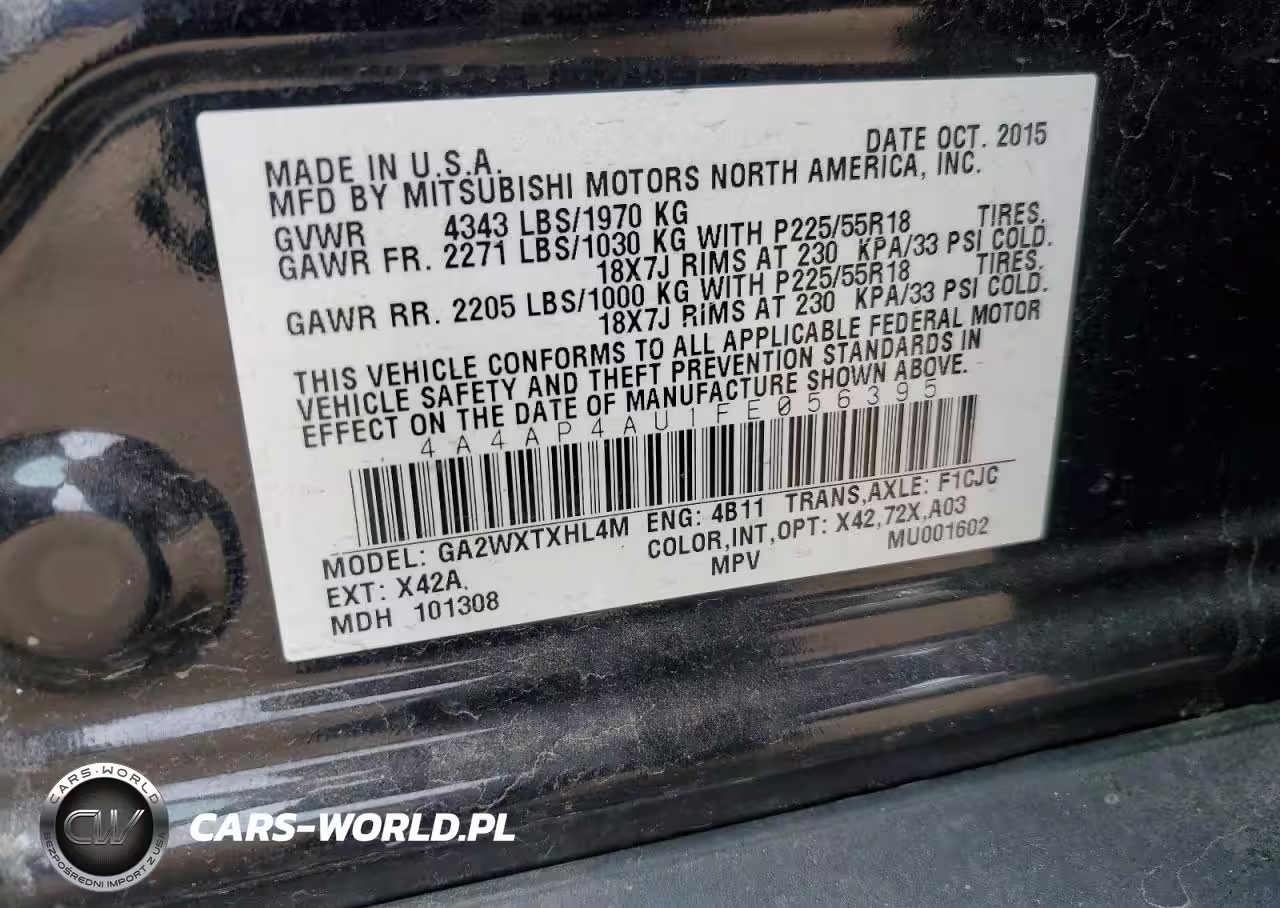 DATE OCT. 2015
MADE IN U.S.A.
MFD BY MITSUBISHI MOTORS NORTH AMERICA, INC.
GVWR 4343 LBS/1970 KG
GAWR FR. 2271 LBS/1030 KG WITH P225/55R18 TIRES,
18X7J RIMS AT 230 KPA/33 PSI COLD.
GAWR RR. 2205 LBS/1000 KG WITH P225/55R18 TIRES,
18X7J RIMS AT 230 KPA/33 PSI COLD.
THIS VEHICLE CONFORMS TO ALL APPLICABLE FEDERAL MOTOR
VEHICLE SAFETY AND THEFT PREVENTION STANDARDS IN
EFFECT ON THE DATE OF MANUFACTURE SHOWN ABOVE.
4A4AP4AU1FE056395
MODEL: GA2WXTXHL4M ENG: 4B11 TRANS,AXLE: F1CJC
EXT: X42A COLOR,INT,OPT: X42,72X,A03
MDH 101308 MPV MU001602
CARS-WORLD
CW
BEZPOŚREDNI IMPORT Z USA
CARS-WORLD.PL